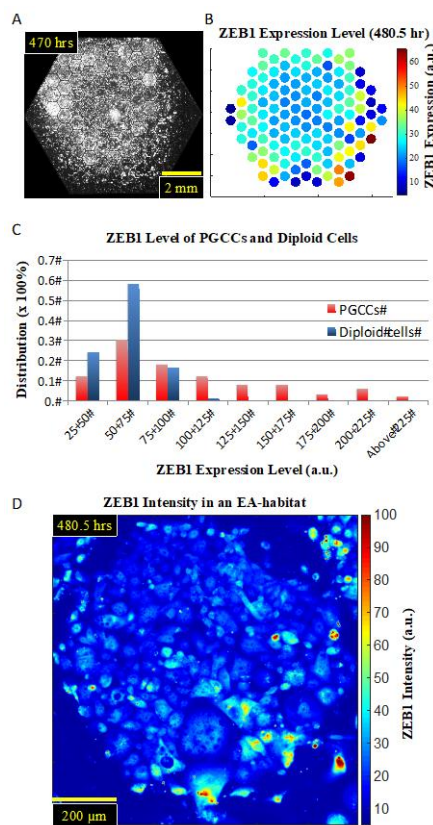 A
470 hrs
2 mm
B
ZEB1 Expression Level (480.5 hr)
60
50
40
30
20
10
ZEB1 Expression (a.u.)
C
ZEB1 Level of PGCCs and Diploid Cells
0.7#
0.6#
0.5#
0.4#
0.3#
0.2#
0.1#
0.#
Distribution (x 100%)
PGCCs#
Diploid#cells#
25+50#
50+75#
75+100#
100+125#
125+150#
150+175#
175+200#
200+225#
Above#225#
ZEB1 Expression Level (a.u.)
D
ZEB1 Intensity in an EA-habitat
480.5 hrs
200 µm
100
90
80
70
60
50
40
30
20
10
ZEB1 Intensity (a.u.)